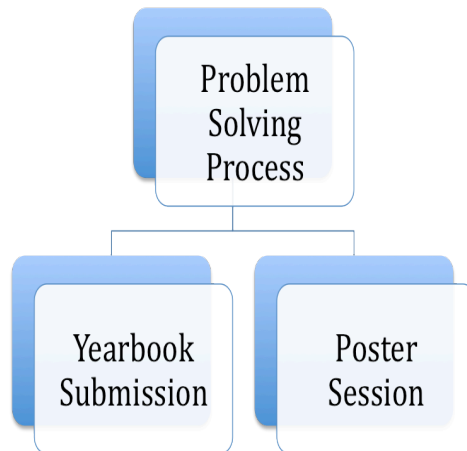 Problem
Solving
Process
Yearbook
Submission
Poster
Session